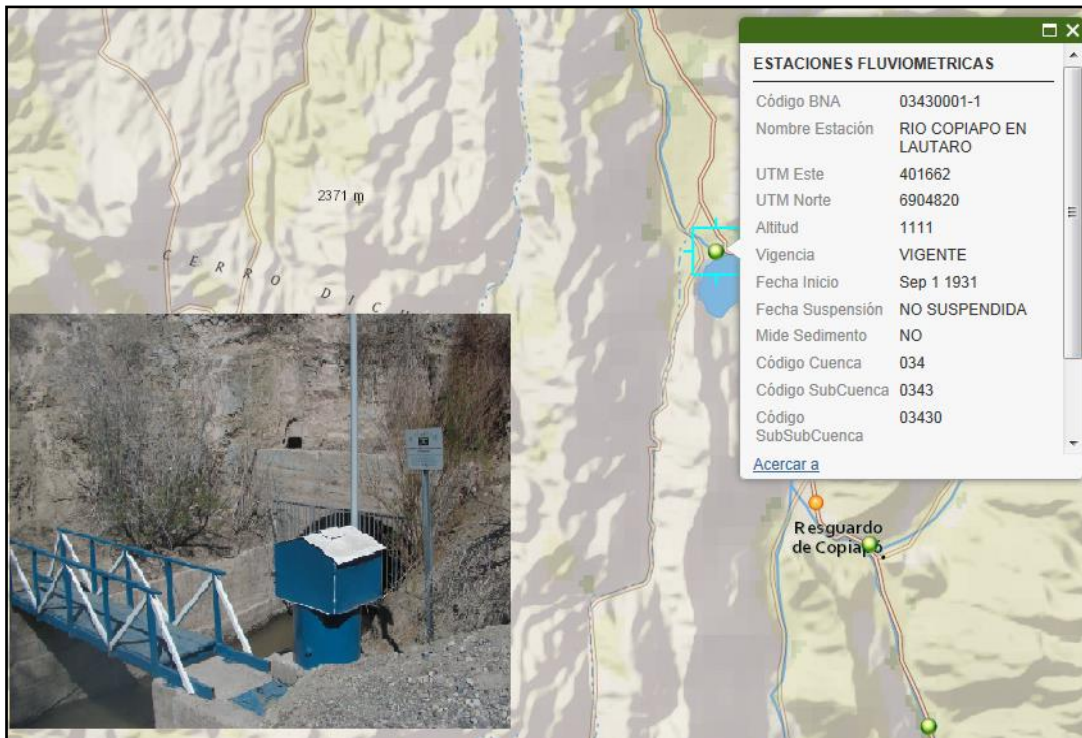 ESTACIONES FLUVIOMETRICAS
Código BNA 03430001-1
Nombre Estación RIO COPIAPO EN
LAUTARO
UTM Este 401662
UTM Norte 6904820
Altitud 1111
Vigencia VIGENTE
Fecha Inicio Sep 1 1931
Fecha Suspensión NO SUSPENDIDA
Mide Sedimento NO
Código Cuenca 034
Código SubCuenca 0343
Código 03430
SubSubCuenca
Acercar a
2371 m
CERRO
Resguardo
de Copiapó